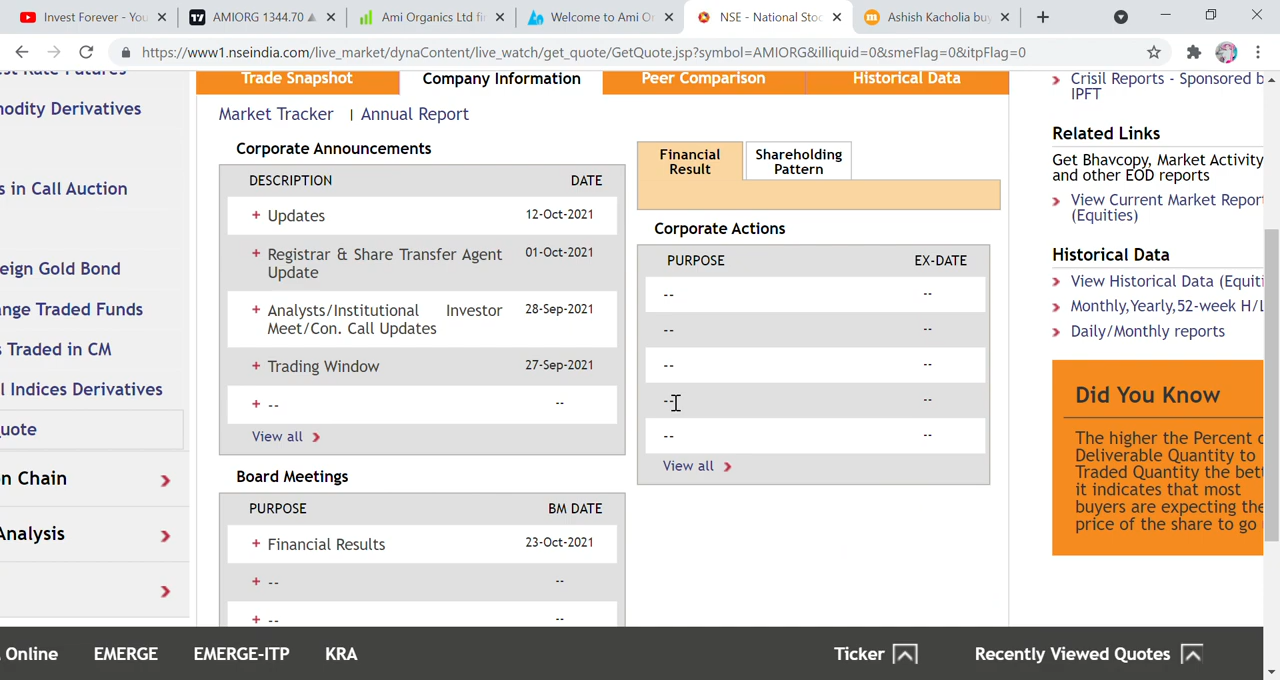 Invest Forever - You
AMIORG 1344.70
Ami Organics Ltd fi
Welcome to Ami O
NSE - National Stoc
Ashish Kacholia bu
https://www1.nseindia.com/live_market/dynaContent/live_watch/get_quote/GetQuote.jsp?symbol=AMIORG&illiquid=0&smeFlag=0&itpFlag=0
odity Derivatives
s in Call Auction
eign Gold Bond
nge Traded Funds
s Traded in CM
l Indices Derivatives
uote
n Chain
Analysis
Trade Snapshot
Company Information
Peer Comparison
Historical Data
Market Tracker | Annual Report
Corporate Announcements
DESCRIPTION DATE
+ Updates 12-Oct-2021
+ Registrar & Share Transfer Agent 01-Oct-2021
Update
+ Analysts/Institutional Investor 28-Sep-2021
Meet/Con. Call Updates
+ Trading Window 27-Sep-2021
+ -- --
View all
Board Meetings
PURPOSE BM DATE
+ Financial Results 23-Oct-2021
+ -- --
+ -- --
Financial
Result
Shareholding
Pattern
Corporate Actions
PURPOSE EX-DATE
-- --
-- --
-- --
-- --
-- --
View all
Crisil Reports - Sponsored b
IPFT
Related Links
Get Bhavcopy, Market Activity
and other EOD reports
View Current Market Repor
(Equities)
Historical Data
View Historical Data (Equiti
Monthly,Yearly,52-week H/L
Daily/Monthly reports
Did You Know
The higher the Percent o
Deliverable Quantity to
Traded Quantity the bett
it indicates that most
buyers are expecting the
price of the share to go
Online
EMERGE
EMERGE-ITP
KRA
Ticker
Recently Viewed Quotes